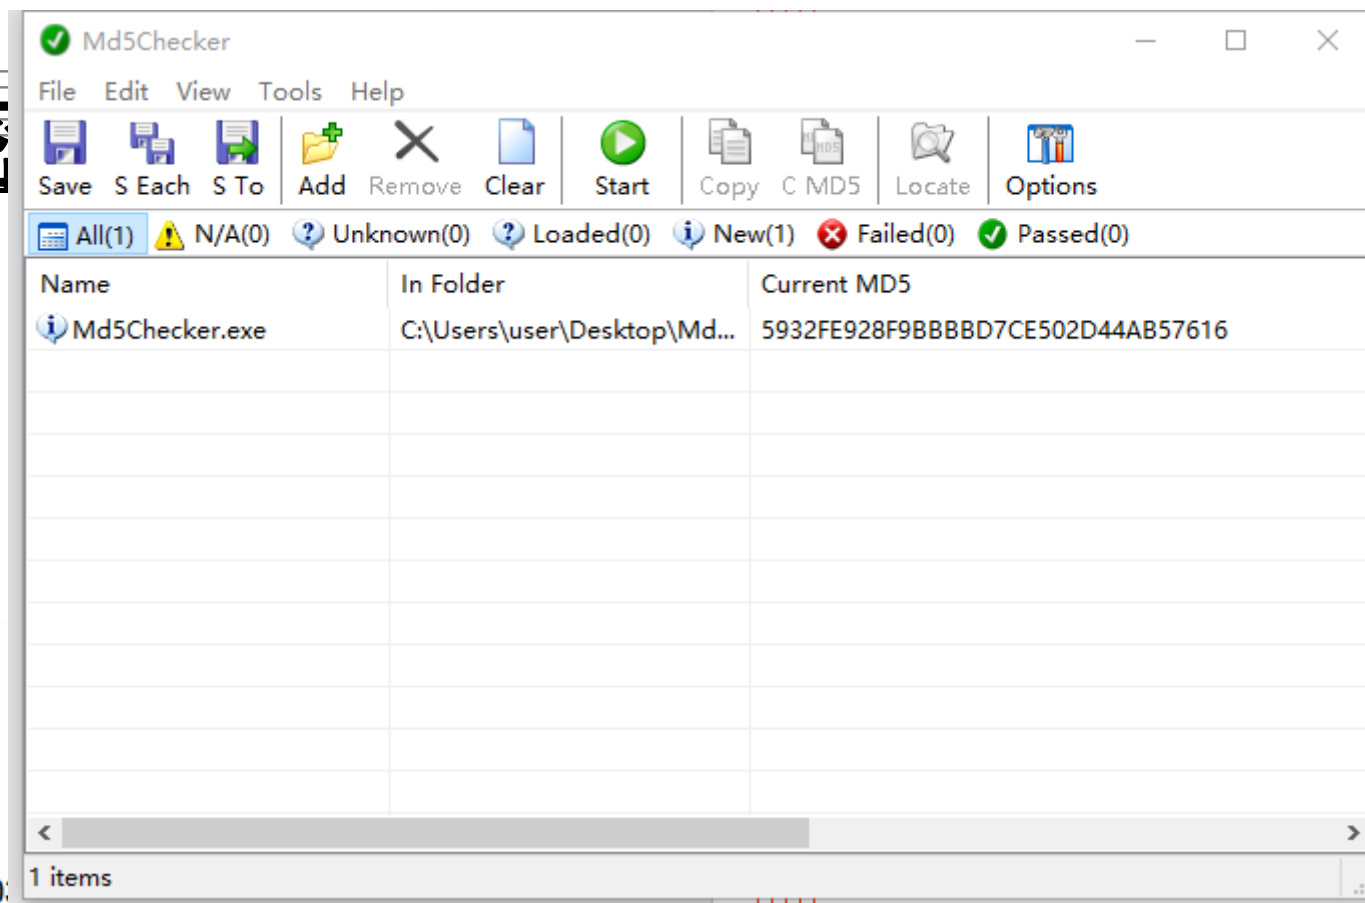 Md5Checker
File Edit View Tools Help
Save S Each S To Add Remove Clear Start Copy C MD5 Locate Options
All(1) N/A(0) Unknown(0) Loaded(0) New(1) Failed(0) Passed(0)
Name In Folder Current MD5
Md5Checker.exe C:\Users\user\Desktop\Md... 5932FE928F9BBBBD7CE502D44AB57616
1 items